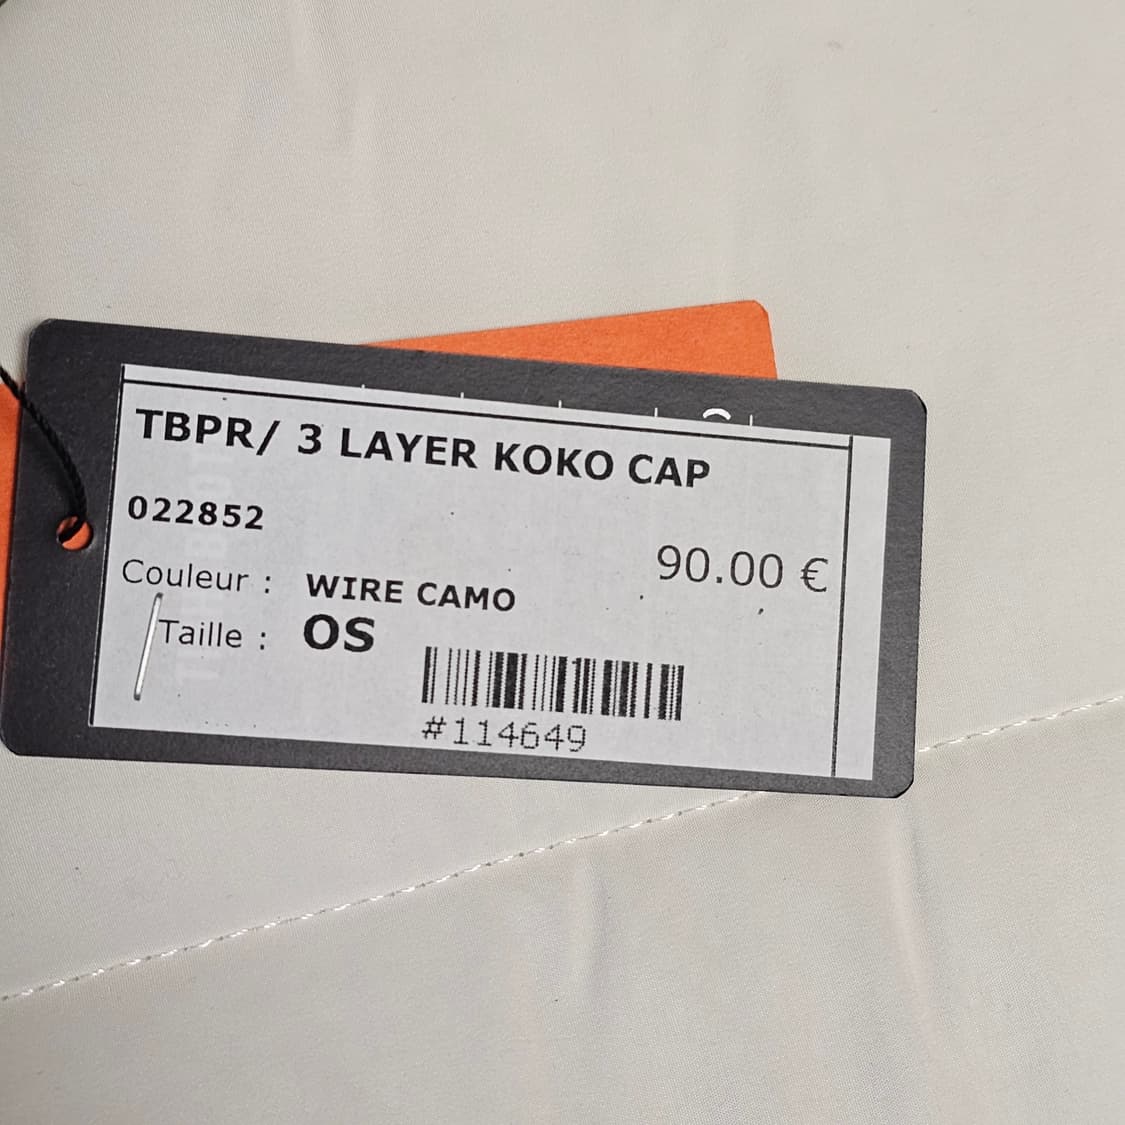 TBPR/ 3 LAYER KOKO CAP
022852
90.00 €
Couleur : WIRE CAMO
Taille : OS
#114649